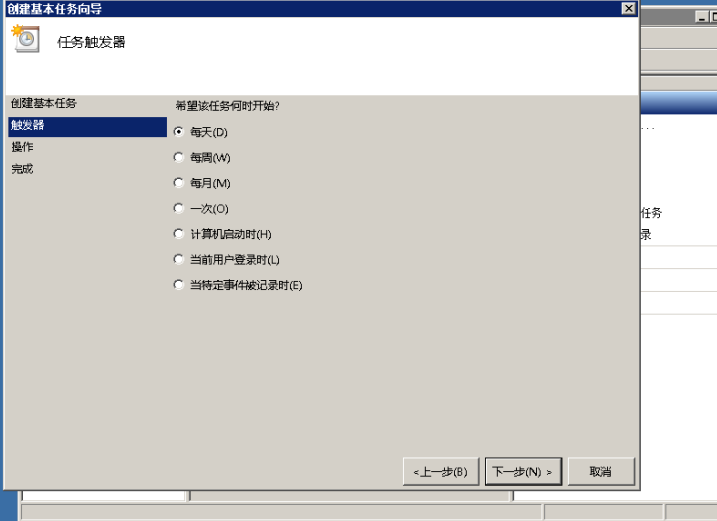 创建基本任务向导
任务触发器
创建基本任务
触发器
操作
完成
希望该任务何时开始?
每天(D)
每周(W)
每月(M)
一次(O)
计算机启动时(H)
当前用户登录时(L)
当特定事件被记录时(E)
...
任务
录
<上一步(B)
下一步(N) >
取消